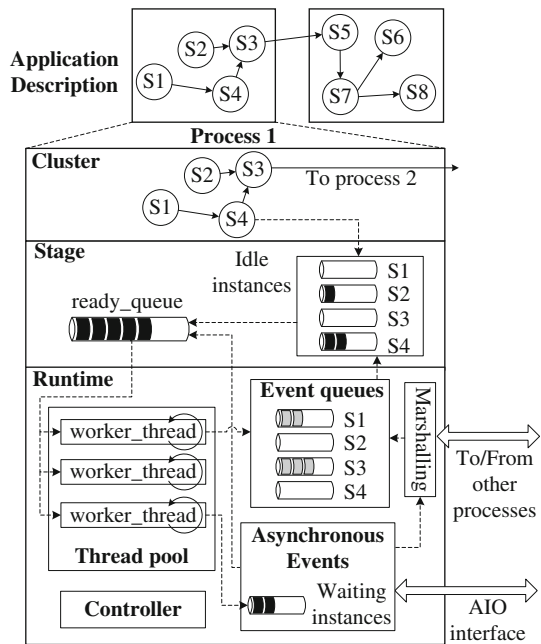 Application
Description
S1
S2
S3
S4
S5
S6
S7
S8
Process 1
Cluster
S1
S2
S3
S4
To process 2
Stage
ready_queue
Idle
instances
S1
S2
S3
S4
Runtime
worker_thread
worker_thread
worker_thread
Thread pool
Controller
Event queues
S1
S2
S3
S4
Marshalling
To/From
other
processes
Asynchronous
Events
Waiting
instances
AIO
interface